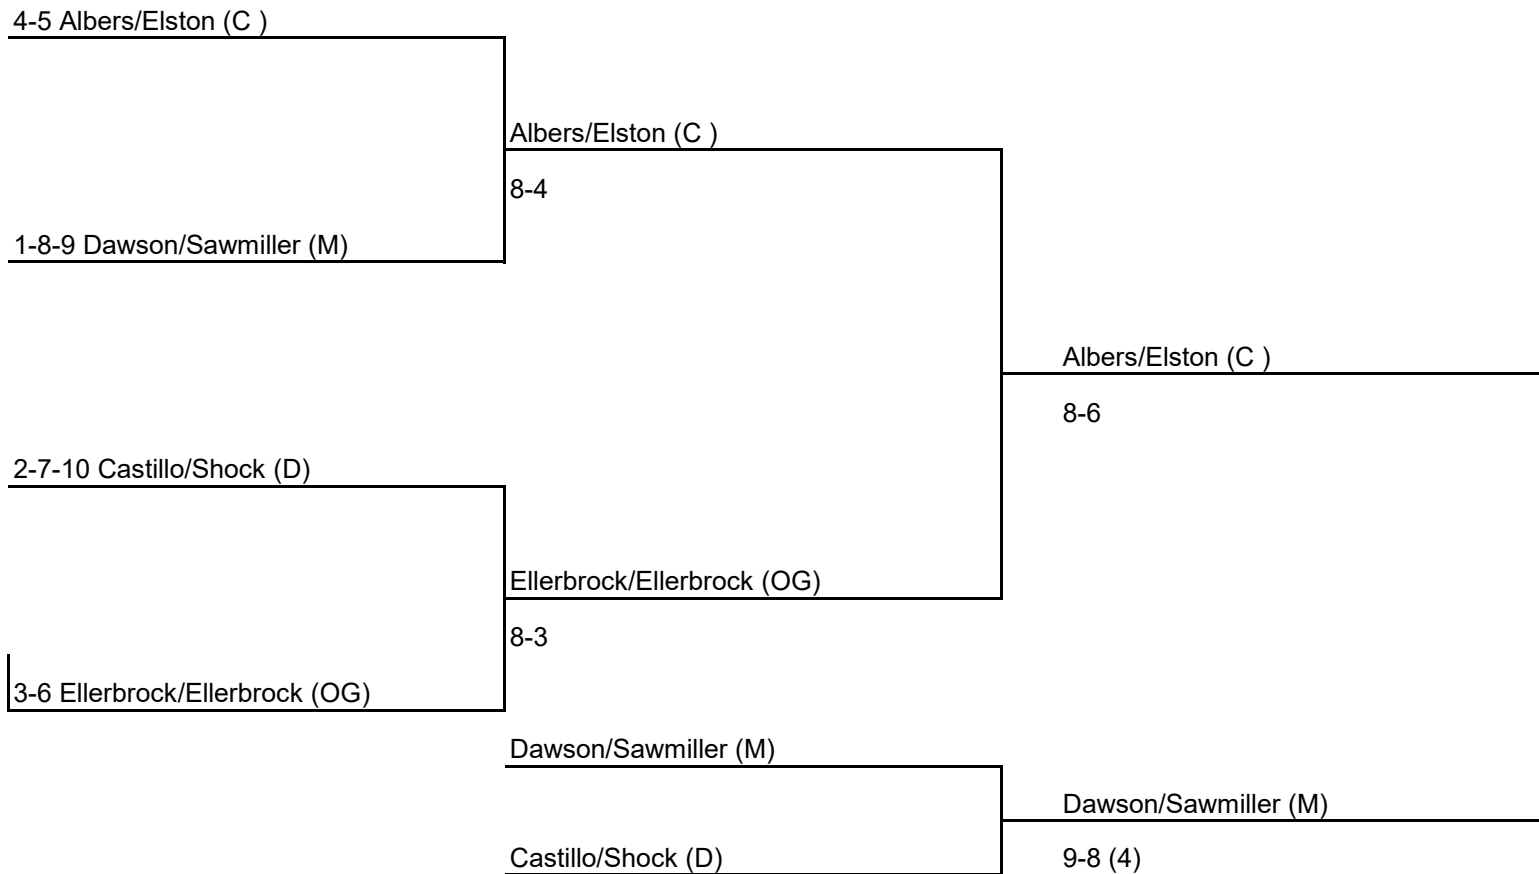 4-5 Albers/Elston (C )
Albers/Elston (C )
8-4
1-8-9 Dawson/Sawmiller (M)
Albers/Elston (C )
8-6
2-7-10 Castillo/Shock (D)
Ellerbrock/Ellerbrock (OG)
8-3
3-6 Ellerbrock/Ellerbrock (OG)
Dawson/Sawmiller (M)
Dawson/Sawmiller (M)
Castillo/Shock (D)
9-8 (4)